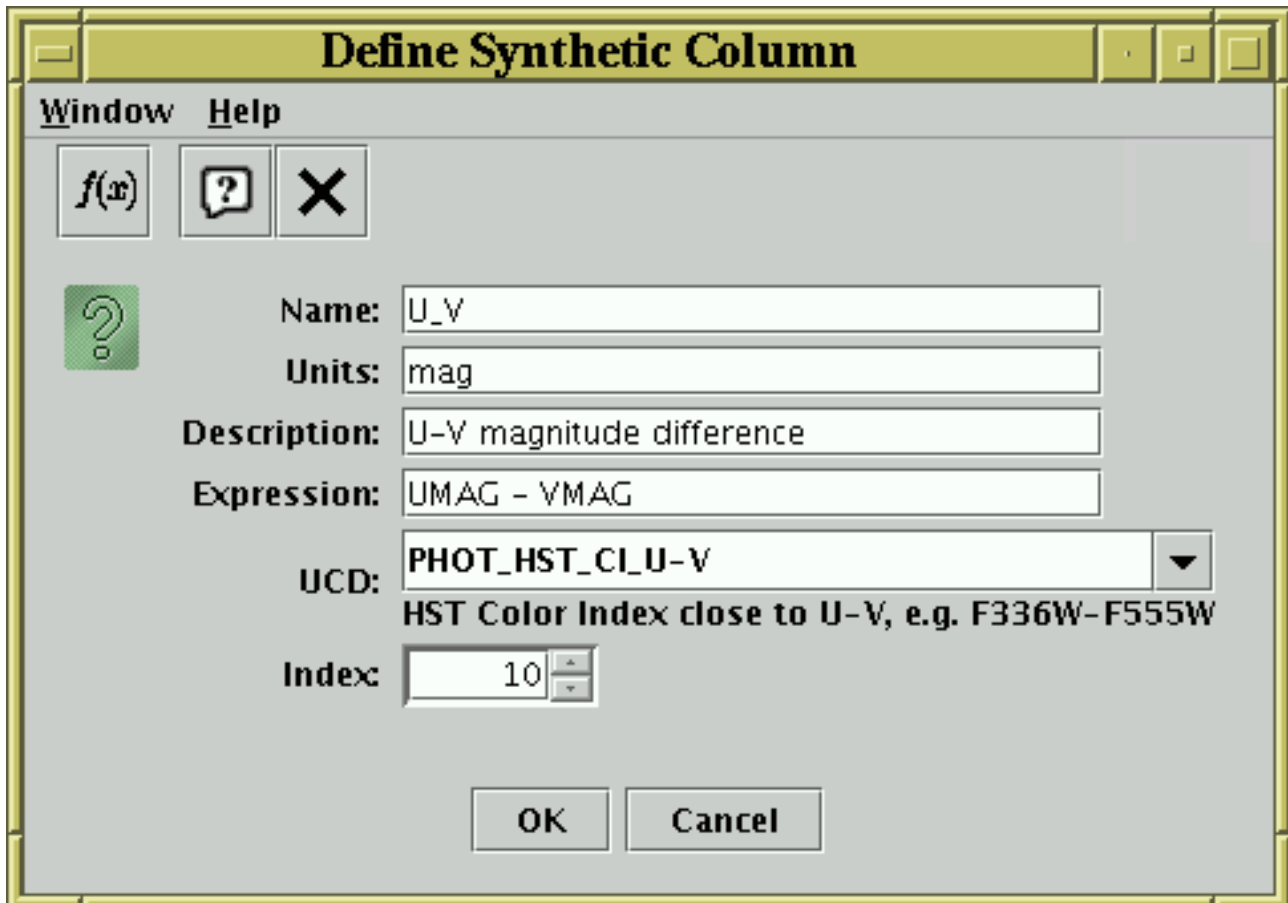 Define Synthetic Column
Window Help
f(x) ?
Name: U_V
Units: mag
Description: U-V magnitude difference
Expression: UMAG - VMAG
UCD: PHOT_HST_CI_U-V
HST Color Index close to U-V, e.g. F336W-F555W
Index: 10
OK Cancel